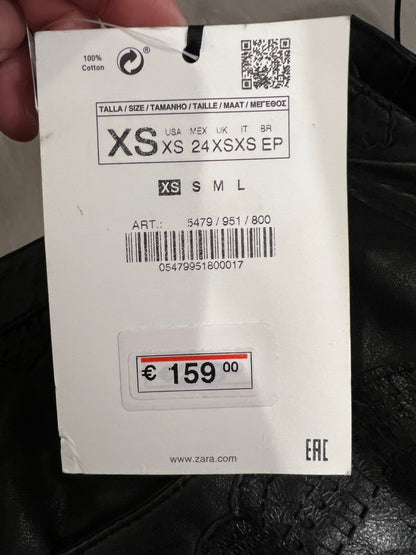 100%
Cotton
®
TALLA / SIZE / TAMANHO / TAILLE / MAAT / ΜΕΓΕΘΟΣ
USA MEX UK IT BR
XS XS 24 XS XS EP
XS S M L
ART.: 5479 / 951 / 800
05479951800017
€ 159 00
www.zara.com
EAC